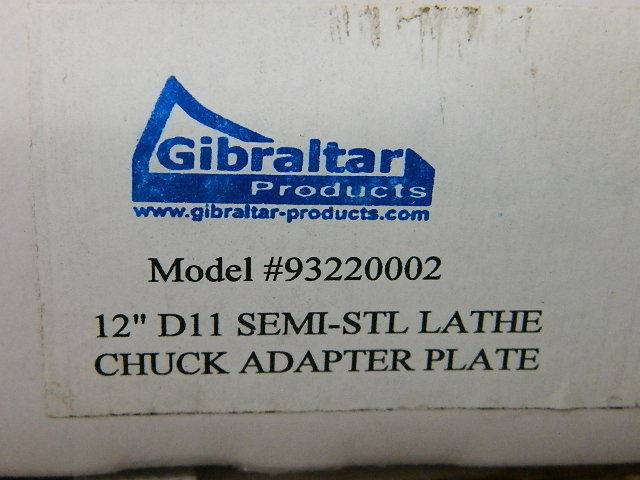 Gibraltar
Products
www.gibraltar-products.com
Model #93220002
12" D11 SEMI-STL LATHE
CHUCK ADAPTER PLATE